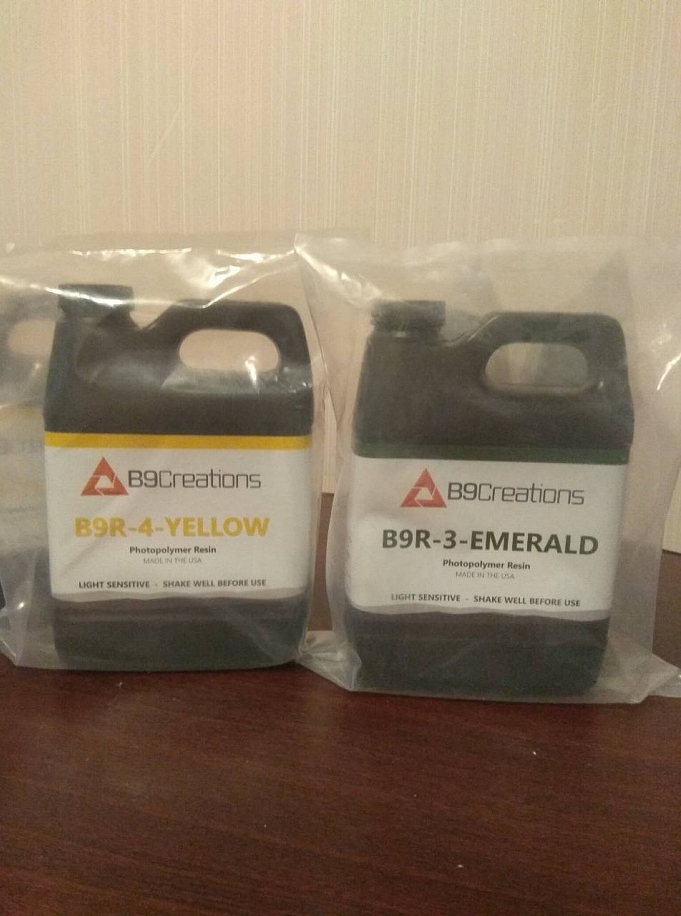 B9Creations
B9R-4-YELLOW
Photopolymer Resin
MADE IN THE USA
LIGHT SENSITIVE - SHAKE WELL BEFORE USE
B9Creations
B9R-3-EMERALD
Photopolymer Resin
MADE IN THE USA
LIGHT SENSITIVE - SHAKE WELL BEFORE USE